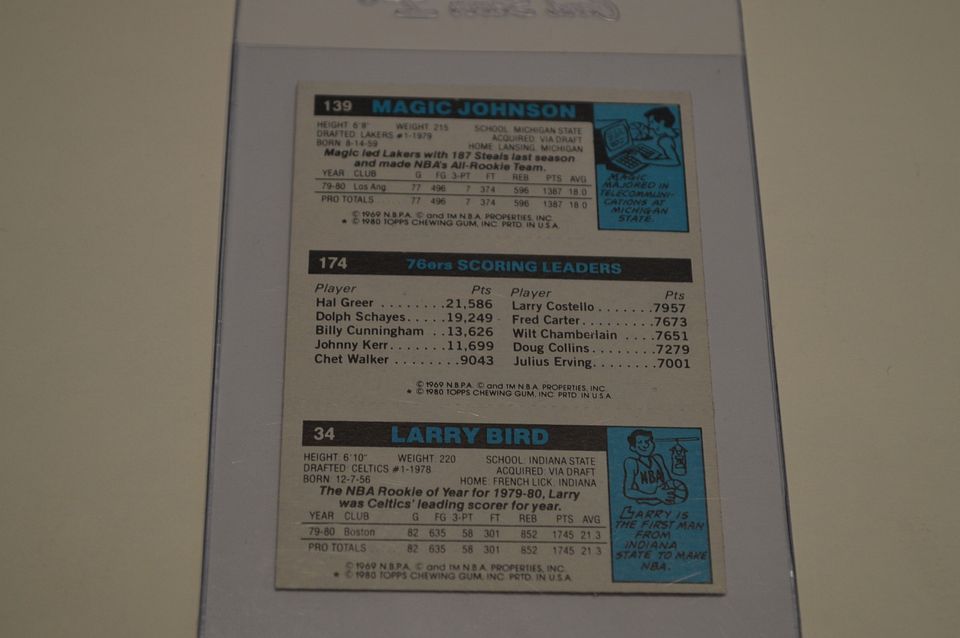 139 MAGIC JOHNSON
HEIGHT: 6'8" WEIGHT: 215 SCHOOL: MICHIGAN STATE
DRAFTED: LAKERS #1-1979 ACQUIRED: VIA DRAFT
BORN: 8-14-59 HOME: LANSING, MICHIGAN
Magic led Lakers with 187 Steals last season
and made NBA's All-Rookie Team.
YEAR CLUB G FG 3-PT FT REB PTS AVG
79-80 Los Ang 77 496 7 374 596 1387 18.0
PRO TOTALS 77 496 7 374 596 1387 18.0
© 1969 N.B.P.A. © and TM N.B.A. PROPERTIES, INC.
* © 1980 TOPPS CHEWING GUM, INC. PRTD. IN U.S.A.
MAGIC
MAJORED IN
TELECOMMUNI-
CATIONS AT
MICHIGAN
STATE.
174 76ers SCORING LEADERS
Player Pts Player Pts
Hal Greer ........21,586 Larry Costello .......7957
Dolph Schayes.....19,249 Fred Carter.........7673
Billy Cunningham ..13,626 Wilt Chamberlain ....7651
Johnny Kerr.......11,699 Doug Collins........7279
Chet Walker ........9043 Julius Erving........7001
© 1969 N.B.P.A. © and TM N.B.A. PROPERTIES, INC.
* © 1980 TOPPS CHEWING GUM, INC. PRTD. IN U.S.A.
34 LARRY BIRD
HEIGHT: 6'10" WEIGHT: 220 SCHOOL: INDIANA STATE
DRAFTED: CELTICS #1-1978 ACQUIRED: VIA DRAFT
BORN: 12-7-56 HOME: FRENCH LICK, INDIANA
The NBA Rookie of Year for 1979-80, Larry
was Celtics' leading scorer for year.
YEAR CLUB G FG 3-PT FT REB PTS AVG
79-80 Boston 82 635 58 301 852 1745 21.3
PRO TOTALS 82 635 58 301 852 1745 21.3
© 1969 N.B.P.A. © and TM N.B.A. PROPERTIES, INC.
* © 1980 TOPPS CHEWING GUM, INC. PRTD. IN U.S.A.
NBA
LARRY IS
THE FIRST MAN
FROM
INDIANA
STATE TO MAKE
NBA.